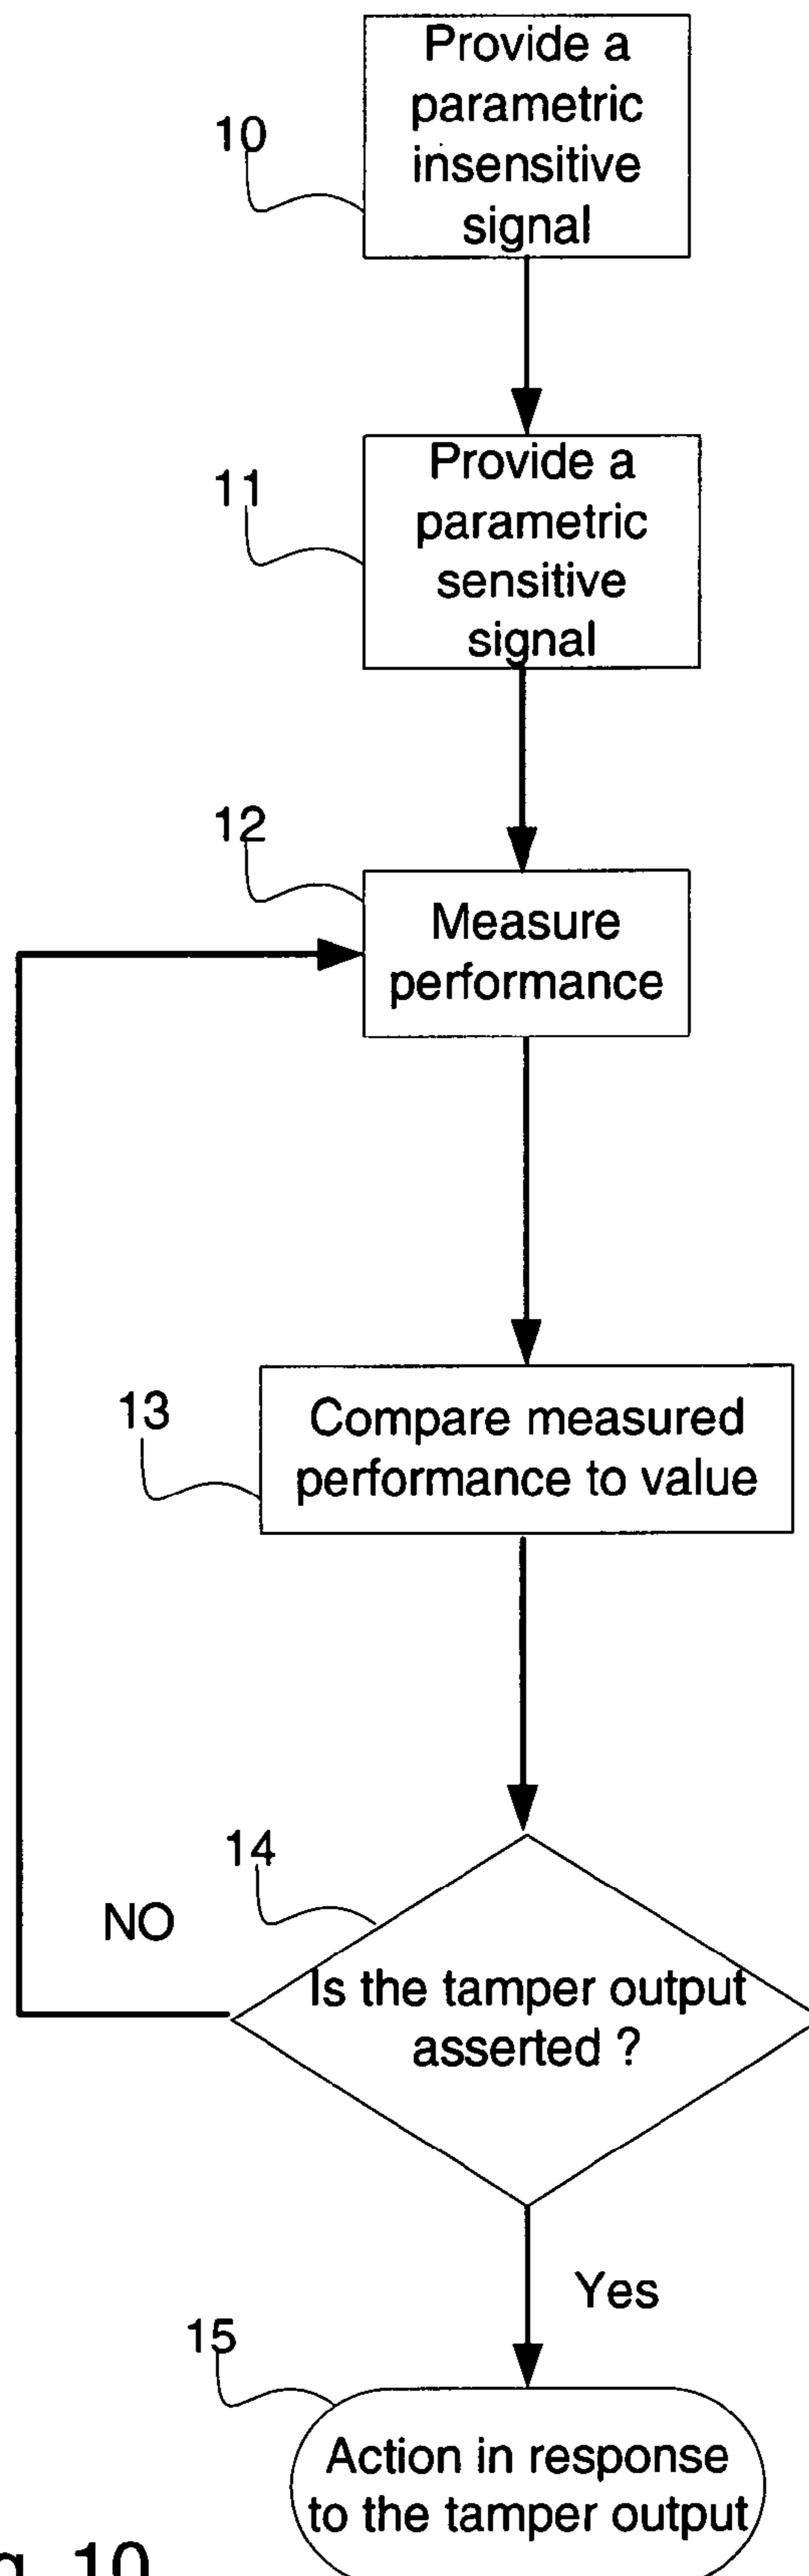 10
Provide a
parametric
insensitive
signal
11
Provide a
parametric
sensitive
signal
12
Measure
performance
13
Compare measured
performance to value
14
NO
Is the tamper output
asserted ?
Yes
15
Action in response
to the tamper output
10